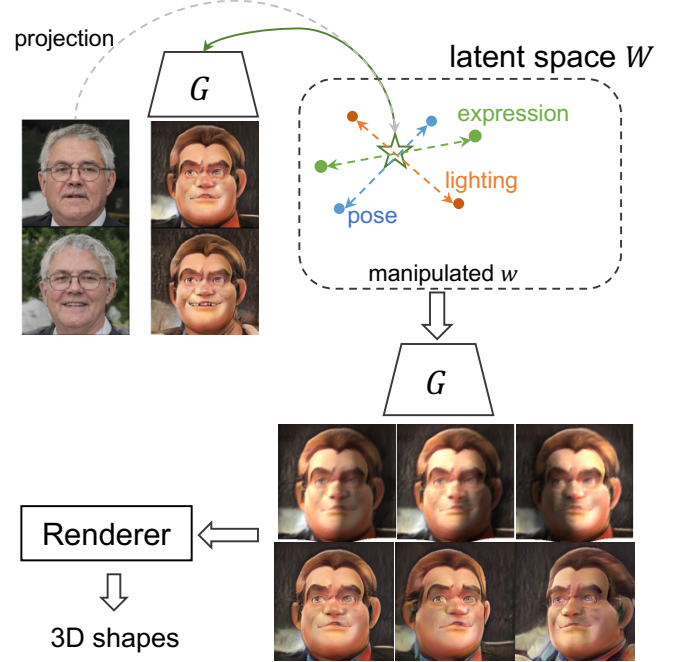 projection
G
latent space W
expression
lighting
pose
manipulated w
G
Renderer
3D shapes